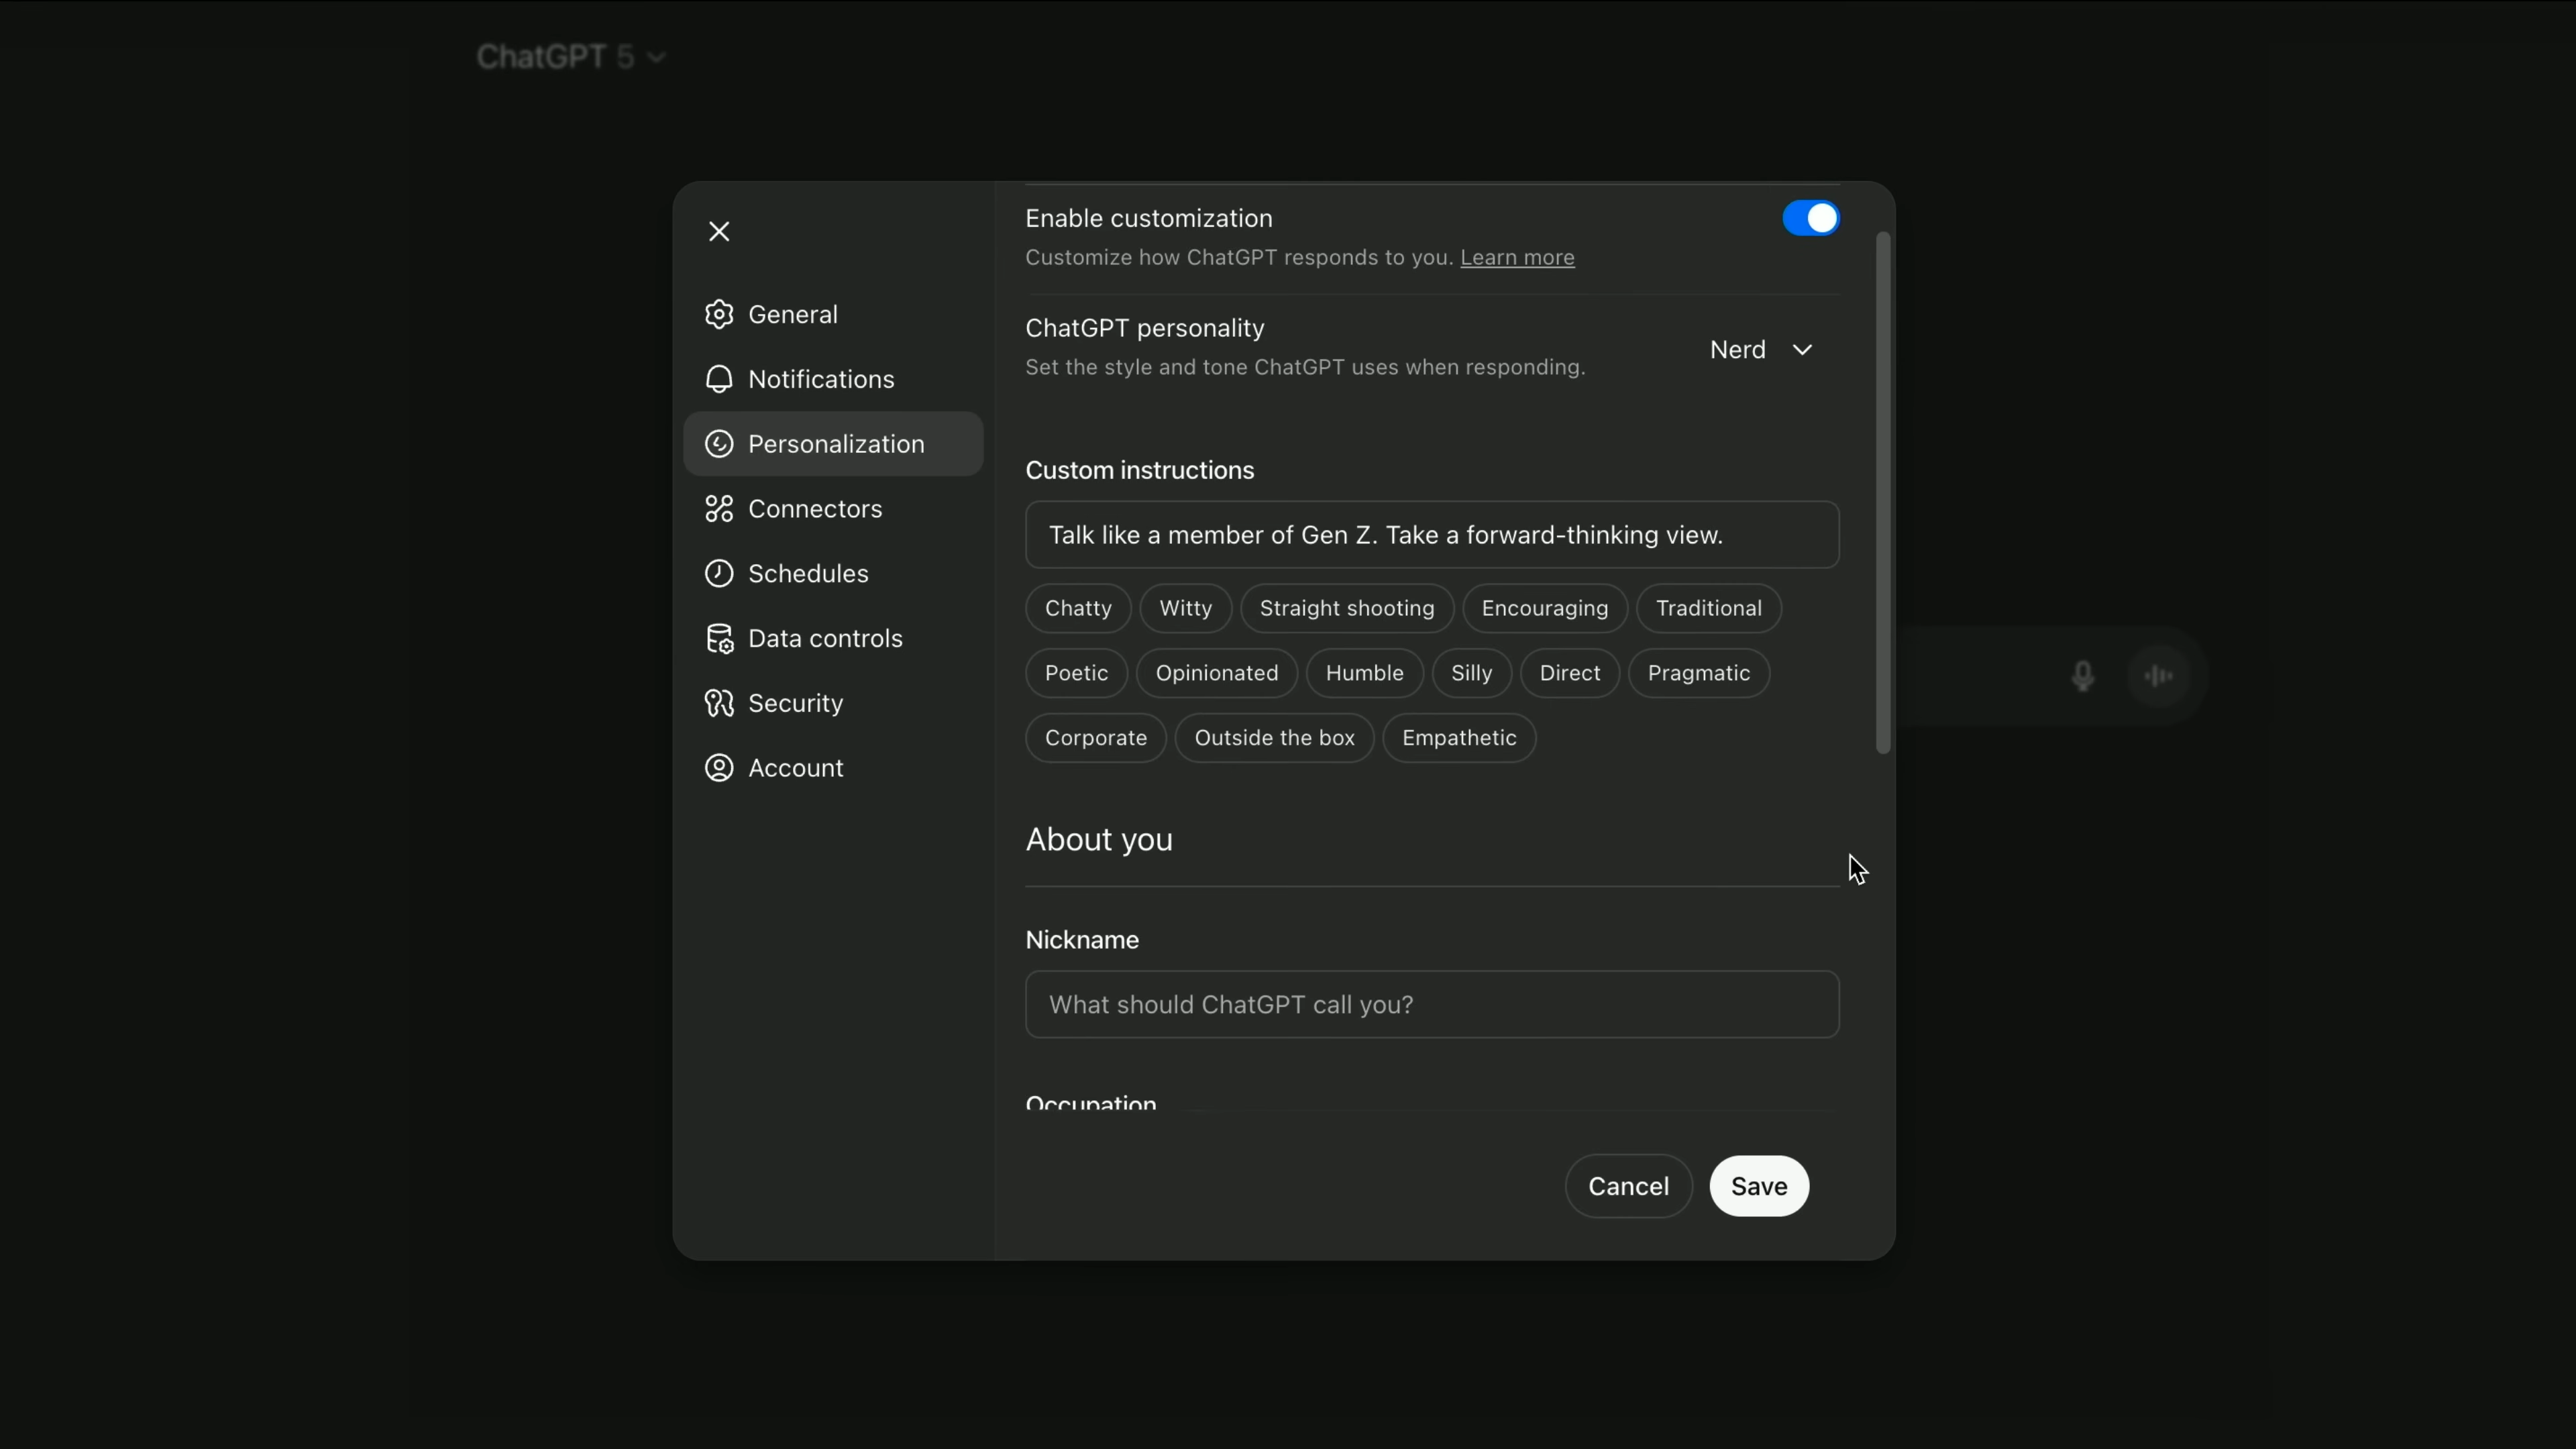 ChatGPT 5
General
Notifications
Personalization
Connectors
Schedules
Data controls
Security
Account
Enable customization
Customize how ChatGPT responds to you. Learn more
ChatGPT personality
Set the style and tone ChatGPT uses when responding.
Nerd
Custom instructions
Talk like a member of Gen Z. Take a forward-thinking view.
Chatty Witty Straight shooting Encouraging Traditional
Poetic Opinionated Humble Silly Direct Pragmatic
Corporate Outside the box Empathetic
About you
Nickname
What should ChatGPT call you?
Occupation
Cancel Save